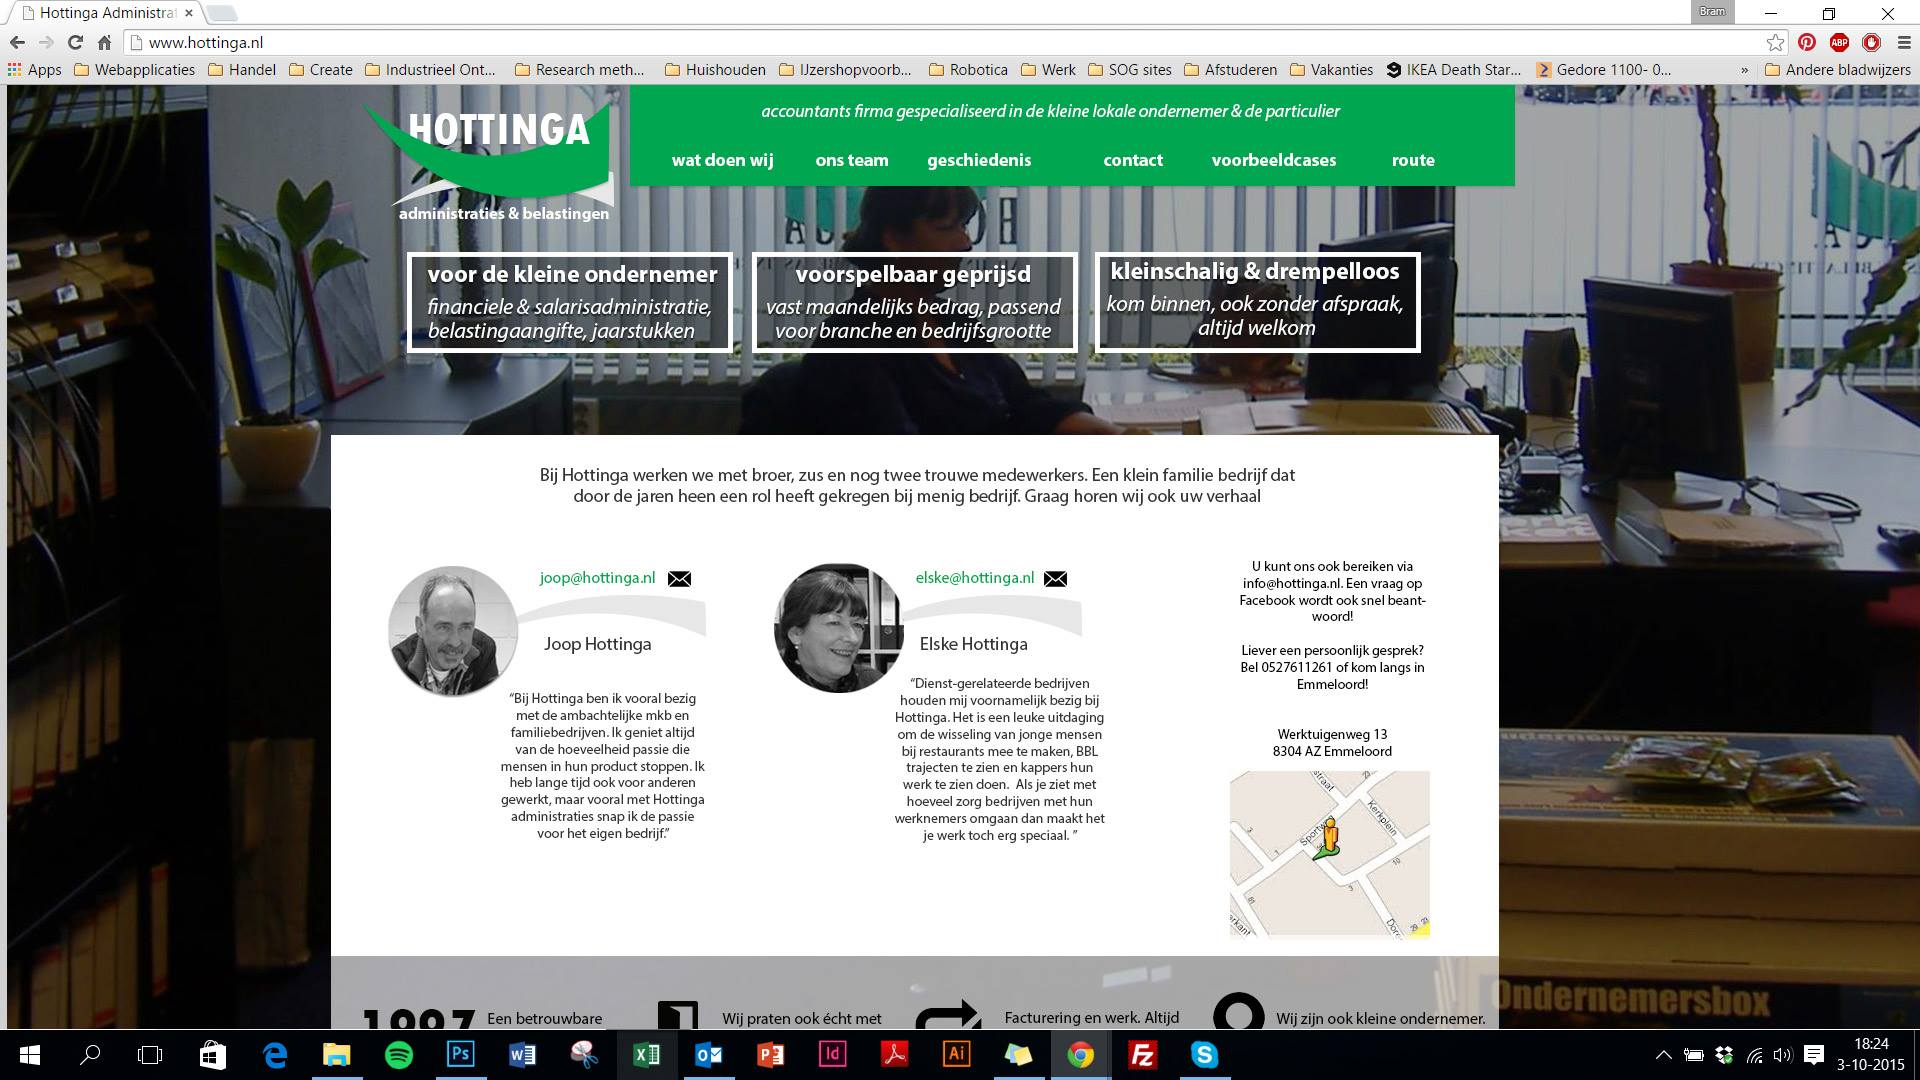 Hottinga Administrat
Bram
www.hottinga.nl
ABP
Apps Webapplicaties Handel Create Industrieel Ont... Research meth... Huishouden IJzershopvoorb... Robotica Werk SOG sites Afstuderen Vakanties IKEA Death Star... Gedore 1100- 0... » Andere bladwijzers
HOTTINGA
administraties & belastingen
accountants firma gespecialiseerd in de kleine lokale ondernemer & de particulier
wat doen wij ons team geschiedenis contact voorbeeldcases route
voor de kleine ondernemer
financiele & salarisadministratie,
belastingaangifte, jaarstukken
voorspelbaar geprijsd
vast maandelijks bedrag, passend
voor branche en bedrijfsgrootte
kleinschalig & drempelloos
kom binnen, ook zonder afspraak,
altijd welkom
Bij Hottinga werken we met broer, zus en nog twee trouwe medewerkers. Een klein familie bedrijf dat
door de jaren heen een rol heeft gekregen bij menig bedrijf. Graag horen wij ook uw verhaal
joop@hottinga.nl
Joop Hottinga
“Bij Hottinga ben ik vooral bezig
met de ambachtelijke mkb en
familiebedrijven. Ik geniet altijd
van de hoeveelheid passie die
mensen in hun product stoppen. Ik
heb lange tijd ook voor anderen
gewerkt, maar vooral met Hottinga
administraties snap ik de passie
voor het eigen bedrijf.”
elske@hottinga.nl
Elske Hottinga
“Dienst-gerelateerde bedrijven
houden mij voornamelijk bezig bij
Hottinga. Het is een leuke uitdaging
om de wisseling van jonge mensen
bij restaurants mee te maken, BBL
trajecten te zien en kappers hun
werk te zien doen. Als je ziet met
hoeveel zorg bedrijven met hun
werknemers omgaan dan maakt het
je werk toch erg speciaal. ”
U kunt ons ook bereiken via
info@hottinga.nl. Een vraag op
Facebook wordt ook snel beant-
woord!
Liever een persoonlijk gesprek?
Bel 0527611261 of kom langs in
Emmeloord!
Werktuigenweg 13
8304 AZ Emmeloord
Kerkplein
1997 Een betrouwbare
Wij praten ook écht met
Facturering en werk. Altijd
Wij zijn ook kleine ondernemer.
Ondernemersbox
18:24
3-10-2015